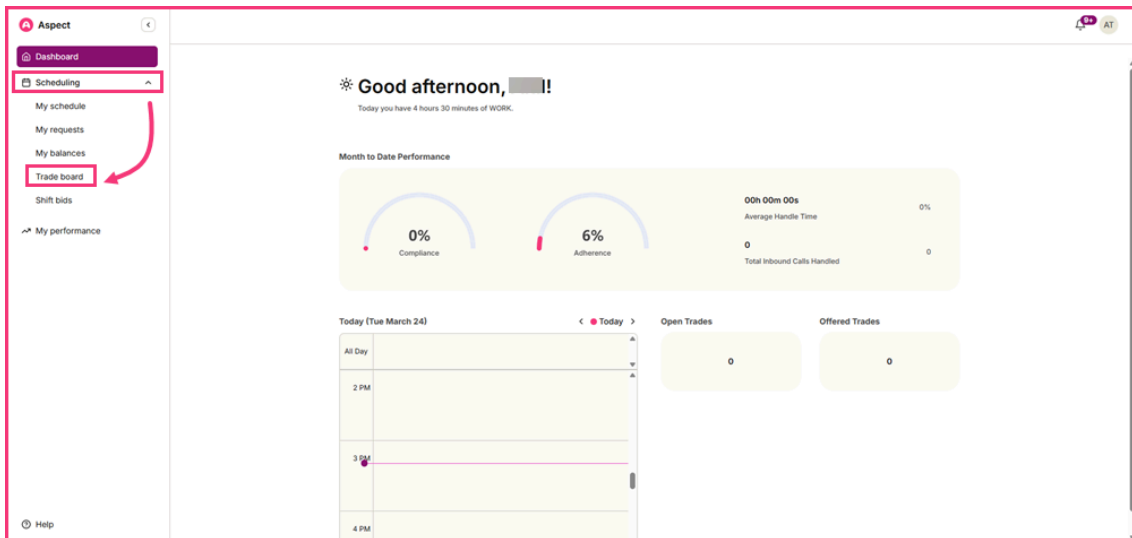 Aspect
9+
AT
Dashboard
Scheduling
My schedule
My requests
My balances
Trade board
Shift bids
My performance
Help
Good afternoon, !
Today you have 4 hours 30 minutes of WORK.
Month to Date Performance
0%
Compliance
6%
Adherence
00h 00m 00s
Average Handle Time
0%
0
Total Inbound Calls Handled
0
Today (Tue March 24)
< Today >
All Day
2 PM
3 PM
4 PM
Open Trades
0
Offered Trades
0